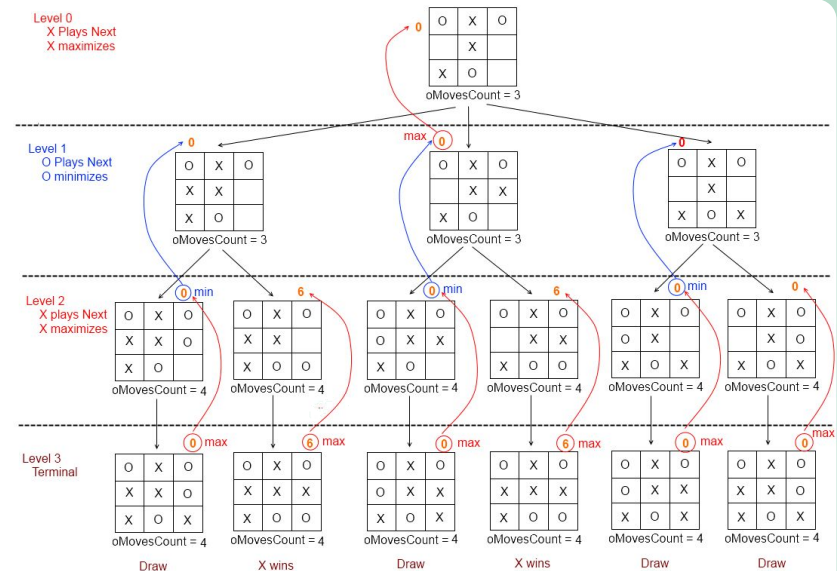 Level 0
X Plays Next
X maximizes
0
O X O
X
X O
oMovesCount = 3
Level 1
O Plays Next
O minimizes
0
O X O
X X
X O
oMovesCount = 3
max 0
O X O
X X
X O
oMovesCount = 3
0
O X O
X
X O X
oMovesCount = 3
Level 2
X plays Next
X maximizes
0 min
O X O
X X O
X O
oMovesCount = 4
6
O X O
X X
X O O
oMovesCount = 4
0 min
O X O
O X X
X O
oMovesCount = 4
6
O X O
X X
X O O
oMovesCount = 4
0 min
O X O
O X
X O X
oMovesCount = 4
0
O X O
X O
X O X
oMovesCount = 4
Level 3
Terminal
0 max
O X O
X X O
X O X
oMovesCount = 4
Draw
6 max
O X O
X X X
X O O
oMovesCount = 4
X wins
0 max
O X O
O X X
X O X
oMovesCount = 4
Draw
6 max
O X O
X X X
X O O
oMovesCount = 4
X wins
0 max
O X O
O X X
X O X
oMovesCount = 4
Draw
0 max
O X O
X X O
X O X
oMovesCount = 4
Draw